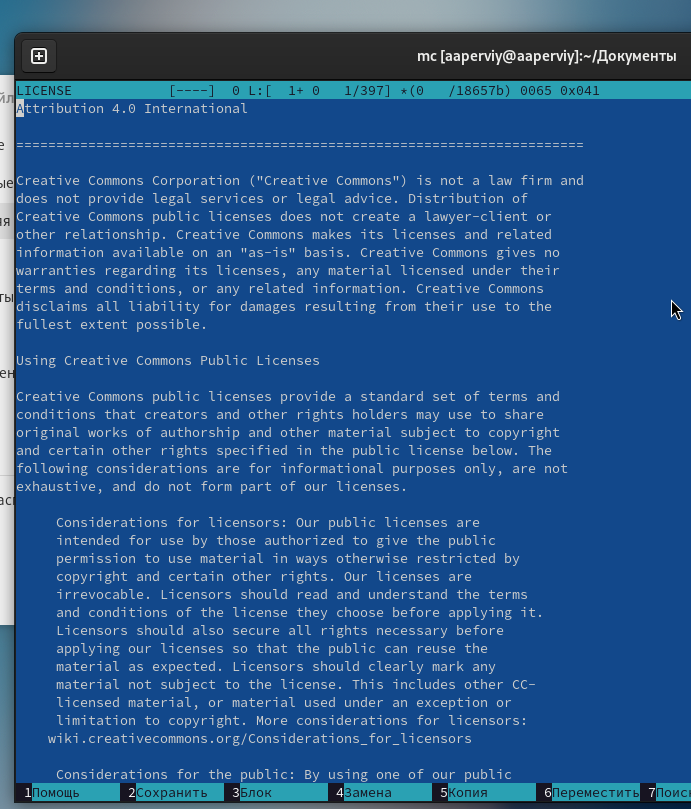 mc [aaperviy@aaperviy]:~/Документы
LICENSE [----] 0 L:[ 1+ 0 1/397] *(0 /18657b) 0065 0x041
Attribution 4.0 International
=======================================================================
Creative Commons Corporation ("Creative Commons") is not a law firm and
does not provide legal services or legal advice. Distribution of
Creative Commons public licenses does not create a lawyer-client or
other relationship. Creative Commons makes its licenses and related
information available on an "as-is" basis. Creative Commons gives no
warranties regarding its licenses, any material licensed under their
terms and conditions, or any related information. Creative Commons
disclaims all liability for damages resulting from their use to the
fullest extent possible.
Using Creative Commons Public Licenses
Creative Commons public licenses provide a standard set of terms and
conditions that creators and other rights holders may use to share
original works of authorship and other material subject to copyright
and certain other rights specified in the public license below. The
following considerations are for informational purposes only, are not
exhaustive, and do not form part of our licenses.
Considerations for licensors: Our public licenses are
intended for use by those authorized to give the public
permission to use material in ways otherwise restricted by
copyright and certain other rights. Our licenses are
irrevocable. Licensors should read and understand the terms
and conditions of the license they choose before applying it.
Licensors should also secure all rights necessary before
applying our licenses so that the public can reuse the
material as expected. Licensors should clearly mark any
material not subject to the license. This includes other CC-
licensed material, or material used under an exception or
limitation to copyright. More considerations for licensors:
wiki.creativecommons.org/Considerations_for_licensors
Considerations for the public: By using one of our public
1Помощь 2Сохранить 3Блок 4Замена 5Копия 6Переместить 7Поис